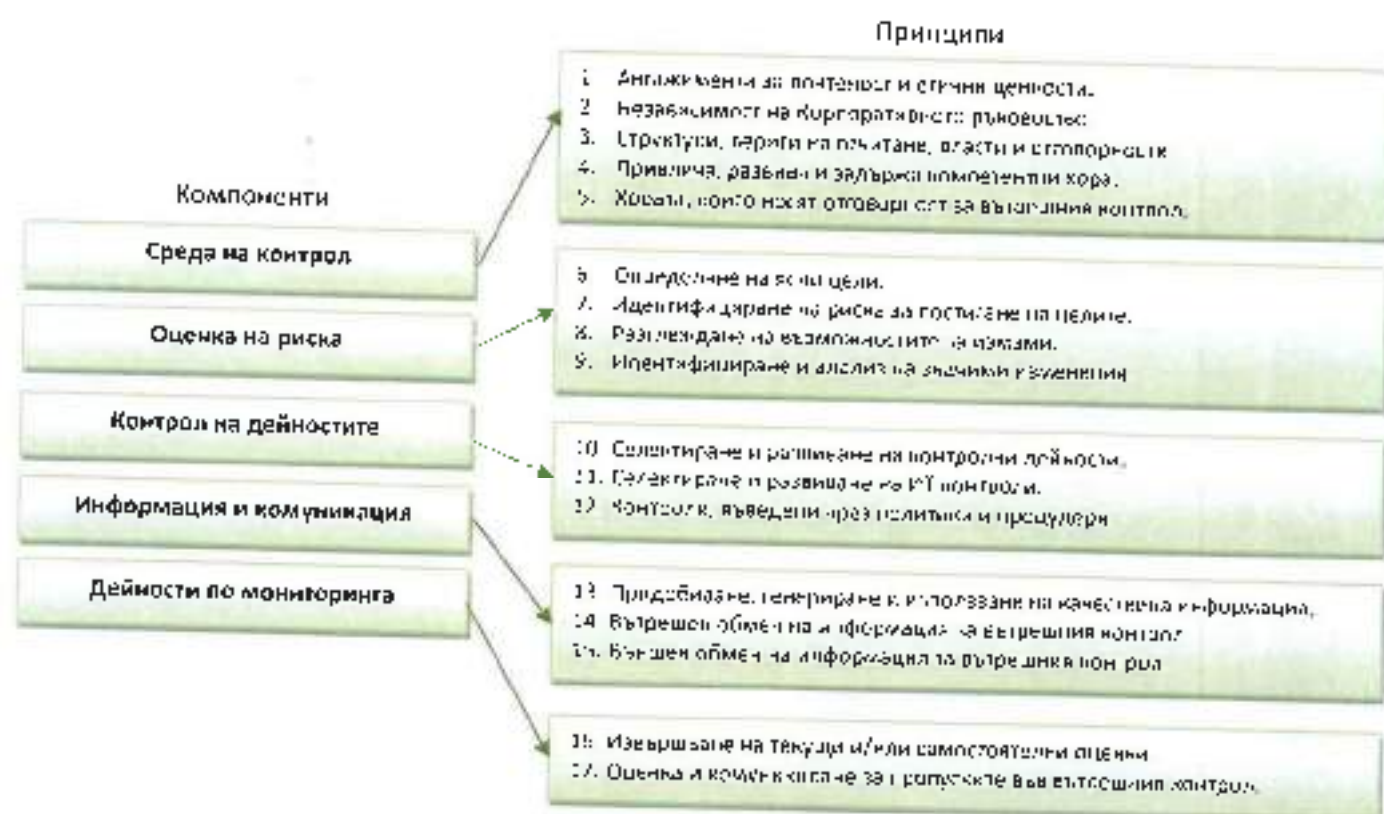 Принципи
1. Ангажименти за почтеност и етични ценности.
2. Независимост на Корпоративното ръководство
3. Структури, вериги на отчитане, власти и отговорности
4. Привлича, развива и задържа компетентни хора.
5. Хората, които носят отговорност за вътрешния контрол.
Компоненти
Среда на контрол
Оценка на риска
Контрол на дейностите
Информация и комуникация
Дейности по мониторинга
6. Определяне на ясни цели.
7. Идентифициране на риска за постигане на целите.
8. Разглеждане на възможностите за измами.
9. Идентифициране и анализ на значими изменения
10. Селектиране и развиване на контролни дейности.
11. Селектиране и развиване на ИТ контроли.
12. Контроли, въведени чрез политики и процедури
13. Придобиване, генериране и използване на качествена информация.
14. Вътрешен обмен на информация за вътрешния контрол
15. Външен обмен на информация за вътрешния контрол
16. Извършване на текущи и/или самостоятелни оценки
17. Оценка и комуникиране за пропуските във вътрешния контрол.